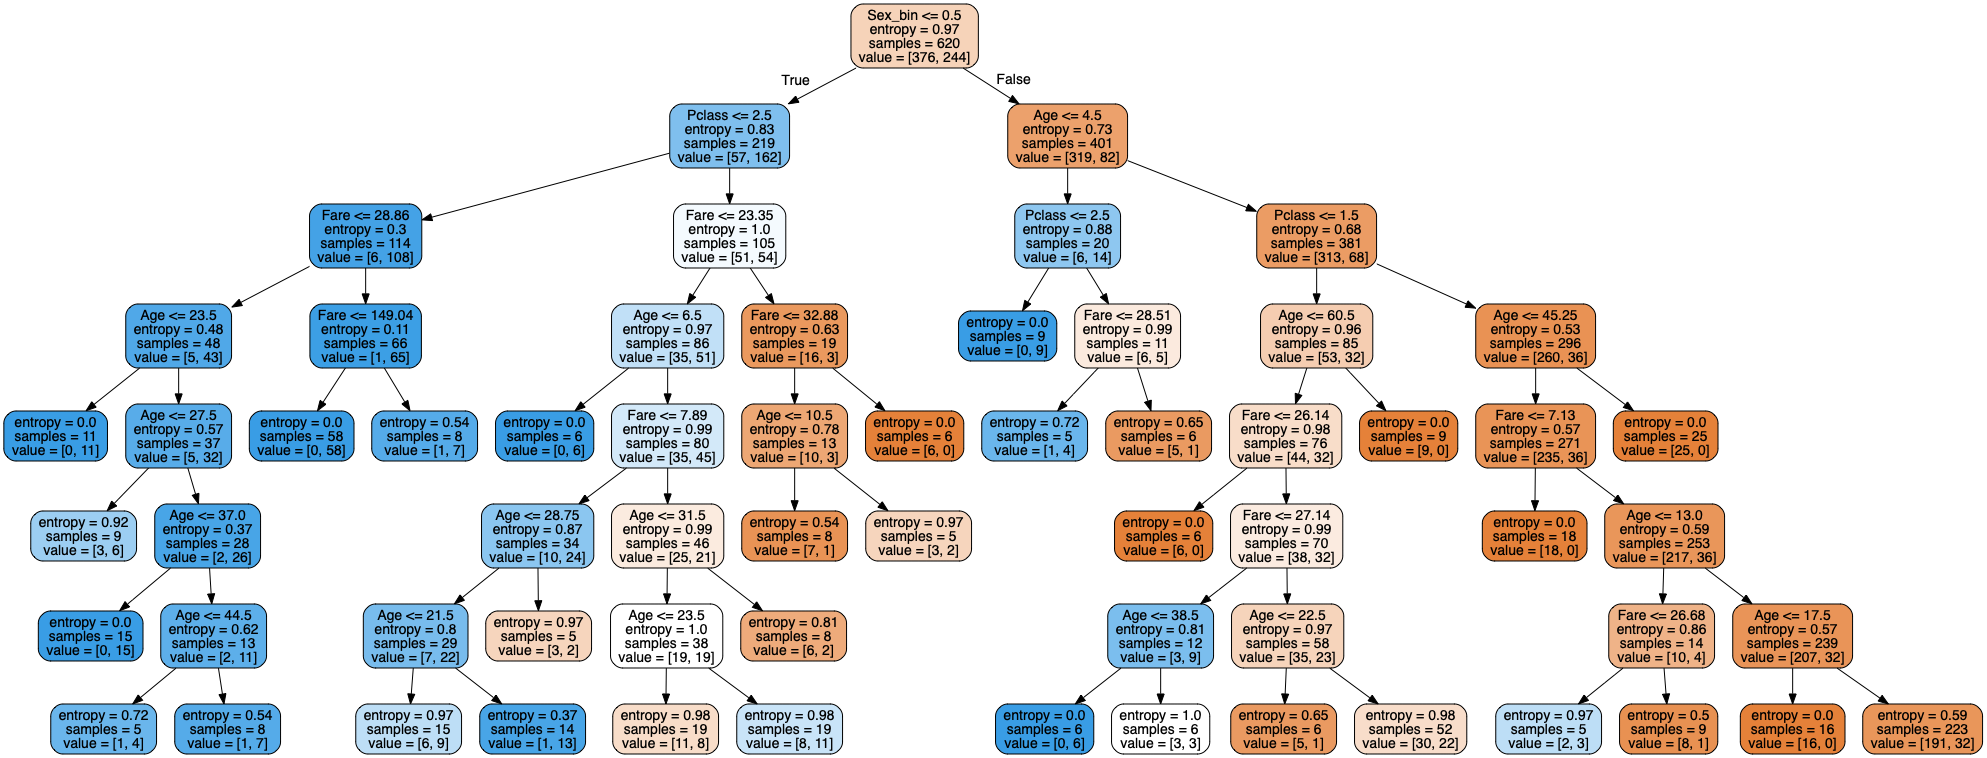 Sex_bin <= 0.5
entropy = 0.97
samples = 620
value = [376, 244]
True
False
Pclass <= 2.5
entropy = 0.83
samples = 219
value = [57, 162]
Age <= 4.5
entropy = 0.73
samples = 401
value = [319, 82]
Fare <= 28.86
entropy = 0.3
samples = 114
value = [6, 108]
Fare <= 23.35
entropy = 1.0
samples = 105
value = [51, 54]
Pclass <= 2.5
entropy = 0.88
samples = 20
value = [6, 14]
Pclass <= 1.5
entropy = 0.68
samples = 381
value = [313, 68]
Age <= 23.5
entropy = 0.48
samples = 48
value = [5, 43]
Fare <= 149.04
entropy = 0.11
samples = 66
value = [1, 65]
Age <= 6.5
entropy = 0.97
samples = 86
value = [35, 51]
Fare <= 32.88
entropy = 0.63
samples = 19
value = [16, 3]
entropy = 0.0
samples = 9
value = [0, 9]
Fare <= 28.51
entropy = 0.99
samples = 11
value = [6, 5]
Age <= 60.5
entropy = 0.96
samples = 85
value = [53, 32]
Age <= 45.25
entropy = 0.53
samples = 296
value = [260, 36]
entropy = 0.0
samples = 11
value = [0, 11]
Age <= 27.5
entropy = 0.57
samples = 37
value = [5, 32]
entropy = 0.0
samples = 58
value = [0, 58]
entropy = 0.54
samples = 8
value = [1, 7]
entropy = 0.0
samples = 6
value = [0, 6]
Fare <= 7.89
entropy = 0.99
samples = 80
value = [35, 45]
Age <= 10.5
entropy = 0.78
samples = 13
value = [10, 3]
entropy = 0.0
samples = 6
value = [6, 0]
entropy = 0.72
samples = 5
value = [1, 4]
entropy = 0.65
samples = 6
value = [5, 1]
Fare <= 26.14
entropy = 0.98
samples = 76
value = [44, 32]
entropy = 0.0
samples = 9
value = [9, 0]
Fare <= 7.13
entropy = 0.57
samples = 271
value = [235, 36]
entropy = 0.0
samples = 25
value = [25, 0]
entropy = 0.92
samples = 9
value = [3, 6]
Age <= 37.0
entropy = 0.37
samples = 28
value = [2, 26]
Age <= 28.75
entropy = 0.87
samples = 34
value = [10, 24]
Age <= 31.5
entropy = 0.99
samples = 46
value = [25, 21]
entropy = 0.54
samples = 8
value = [7, 1]
entropy = 0.97
samples = 5
value = [3, 2]
entropy = 0.0
samples = 6
value = [6, 0]
Fare <= 27.14
entropy = 0.99
samples = 70
value = [38, 32]
entropy = 0.0
samples = 18
value = [18, 0]
Age <= 13.0
entropy = 0.59
samples = 253
value = [217, 36]
entropy = 0.0
samples = 15
value = [0, 15]
Age <= 44.5
entropy = 0.62
samples = 13
value = [2, 11]
Age <= 21.5
entropy = 0.8
samples = 29
value = [7, 22]
entropy = 0.97
samples = 5
value = [3, 2]
Age <= 23.5
entropy = 1.0
samples = 38
value = [19, 19]
entropy = 0.81
samples = 8
value = [6, 2]
Age <= 38.5
entropy = 0.81
samples = 12
value = [3, 9]
Age <= 22.5
entropy = 0.97
samples = 58
value = [35, 23]
Fare <= 26.68
entropy = 0.86
samples = 14
value = [10, 4]
Age <= 17.5
entropy = 0.57
samples = 239
value = [207, 32]
entropy = 0.72
samples = 5
value = [1, 4]
entropy = 0.54
samples = 8
value = [1, 7]
entropy = 0.97
samples = 15
value = [6, 9]
entropy = 0.37
samples = 14
value = [1, 13]
entropy = 0.98
samples = 19
value = [11, 8]
entropy = 0.98
samples = 19
value = [8, 11]
entropy = 0.0
samples = 6
value = [0, 6]
entropy = 1.0
samples = 6
value = [3, 3]
entropy = 0.65
samples = 6
value = [5, 1]
entropy = 0.98
samples = 52
value = [30, 22]
entropy = 0.97
samples = 5
value = [2, 3]
entropy = 0.5
samples = 9
value = [8, 1]
entropy = 0.0
samples = 16
value = [16, 0]
entropy = 0.59
samples = 223
value = [191, 32]